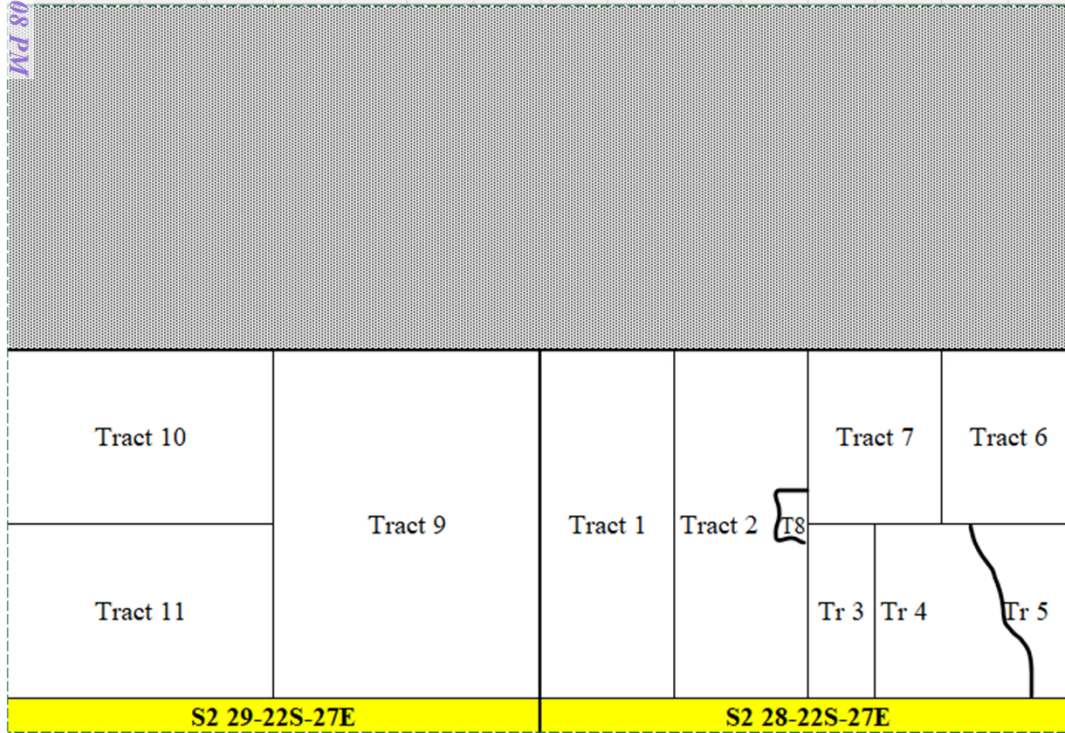 08 PM
Tract 10
Tract 7
Tract 6
Tract 9
Tract 1
Tract 2
T8
Tract 11
Tr 3
Tr 4
Tr 5
S2 29-22S-27E
S2 28-22S-27E